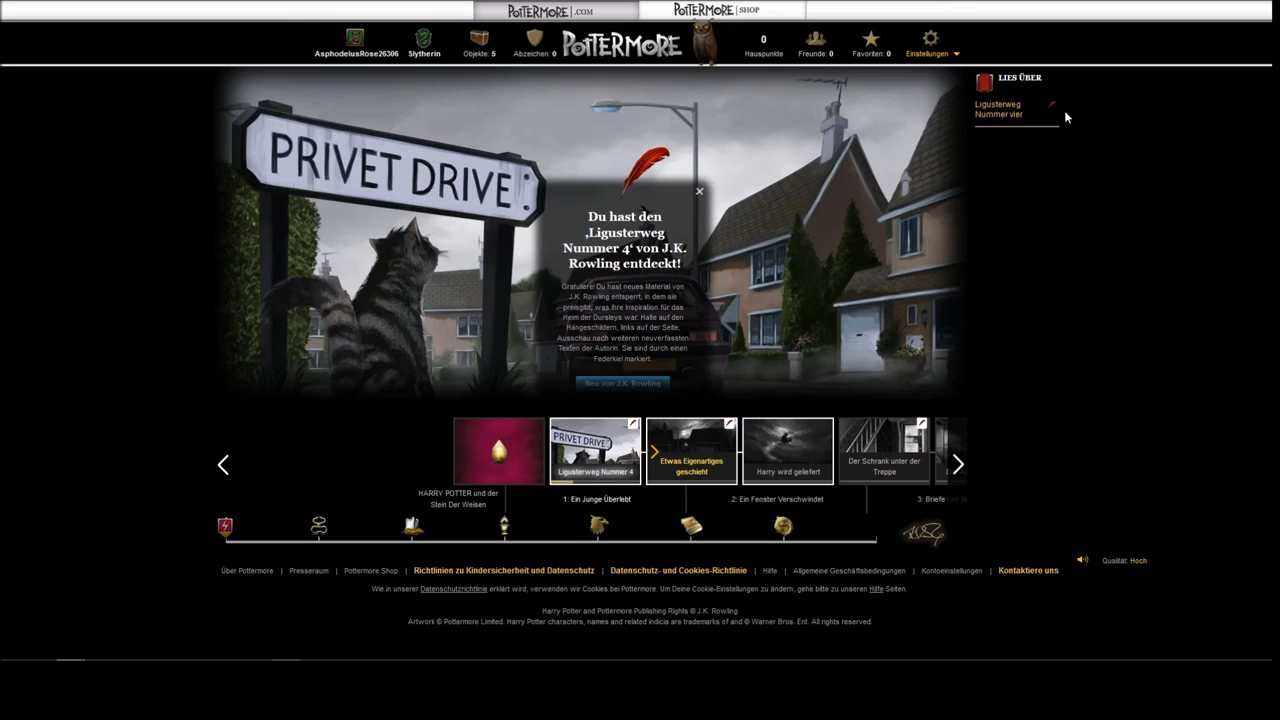 POTTERMORE .COM
POTTERMORE SHOP
AsphodelusRose26306
Slytherin
Objekte: 5
Abzeichen: 0
POTTERMORE
0
Hauspunkte
Freunde: 0
Favoriten: 0
Einstellungen
PRIVET DRIVE
LIES ÜBER
Ligusterweg
Nummer vier
Du hast den
‚Ligusterweg
Nummer 4‘ von J.K.
Rowling entdeckt!
Gratuliere! Du hast neues Material von
J.K. Rowling entsperrt, in dem sie
preisgibt, was ihre Inspiration für das
Heim der Dursleys war. Halte auf den
Hängeschildern, links auf der Seite,
Ausschau nach weiteren neuverfassten
Texten der Autorin. Sie sind durch einen
Federkiel markiert.
Neu von J.K. Rowling
PRIVET DRIVE
Ligusterweg Nummer 4
Etwas Eigenartiges
geschieht
Harry wird geliefert
Der Schrank unter der
Treppe
HARRY POTTER und der
Stein Der Weisen
1: Ein Junge Überlebt
2: Ein Fenster Verschwindet
3: Briefe
Über Pottermore | Presseraum | Pottermore Shop | Richtlinien zu Kindersicherheit und Datenschutz | Datenschutz- und Cookies-Richtlinie | Hilfe | Allgemeine Geschäftsbedingungen | Kontoeinstellungen | Kontaktiere uns
Qualität: Hoch
Wie in unserer Datenschutzrichtlinie erklärt wird, verwenden wir Cookies bei Pottermore. Um Deine Cookie-Einstellungen zu ändern, gehe bitte zu unseren Hilfe Seiten.
Harry Potter and Pottermore Publishing Rights © J.K. Rowling
Artwork © Pottermore Limited. Harry Potter characters, names and related indicia are trademarks of and © Warner Bros. Ent. All rights reserved.